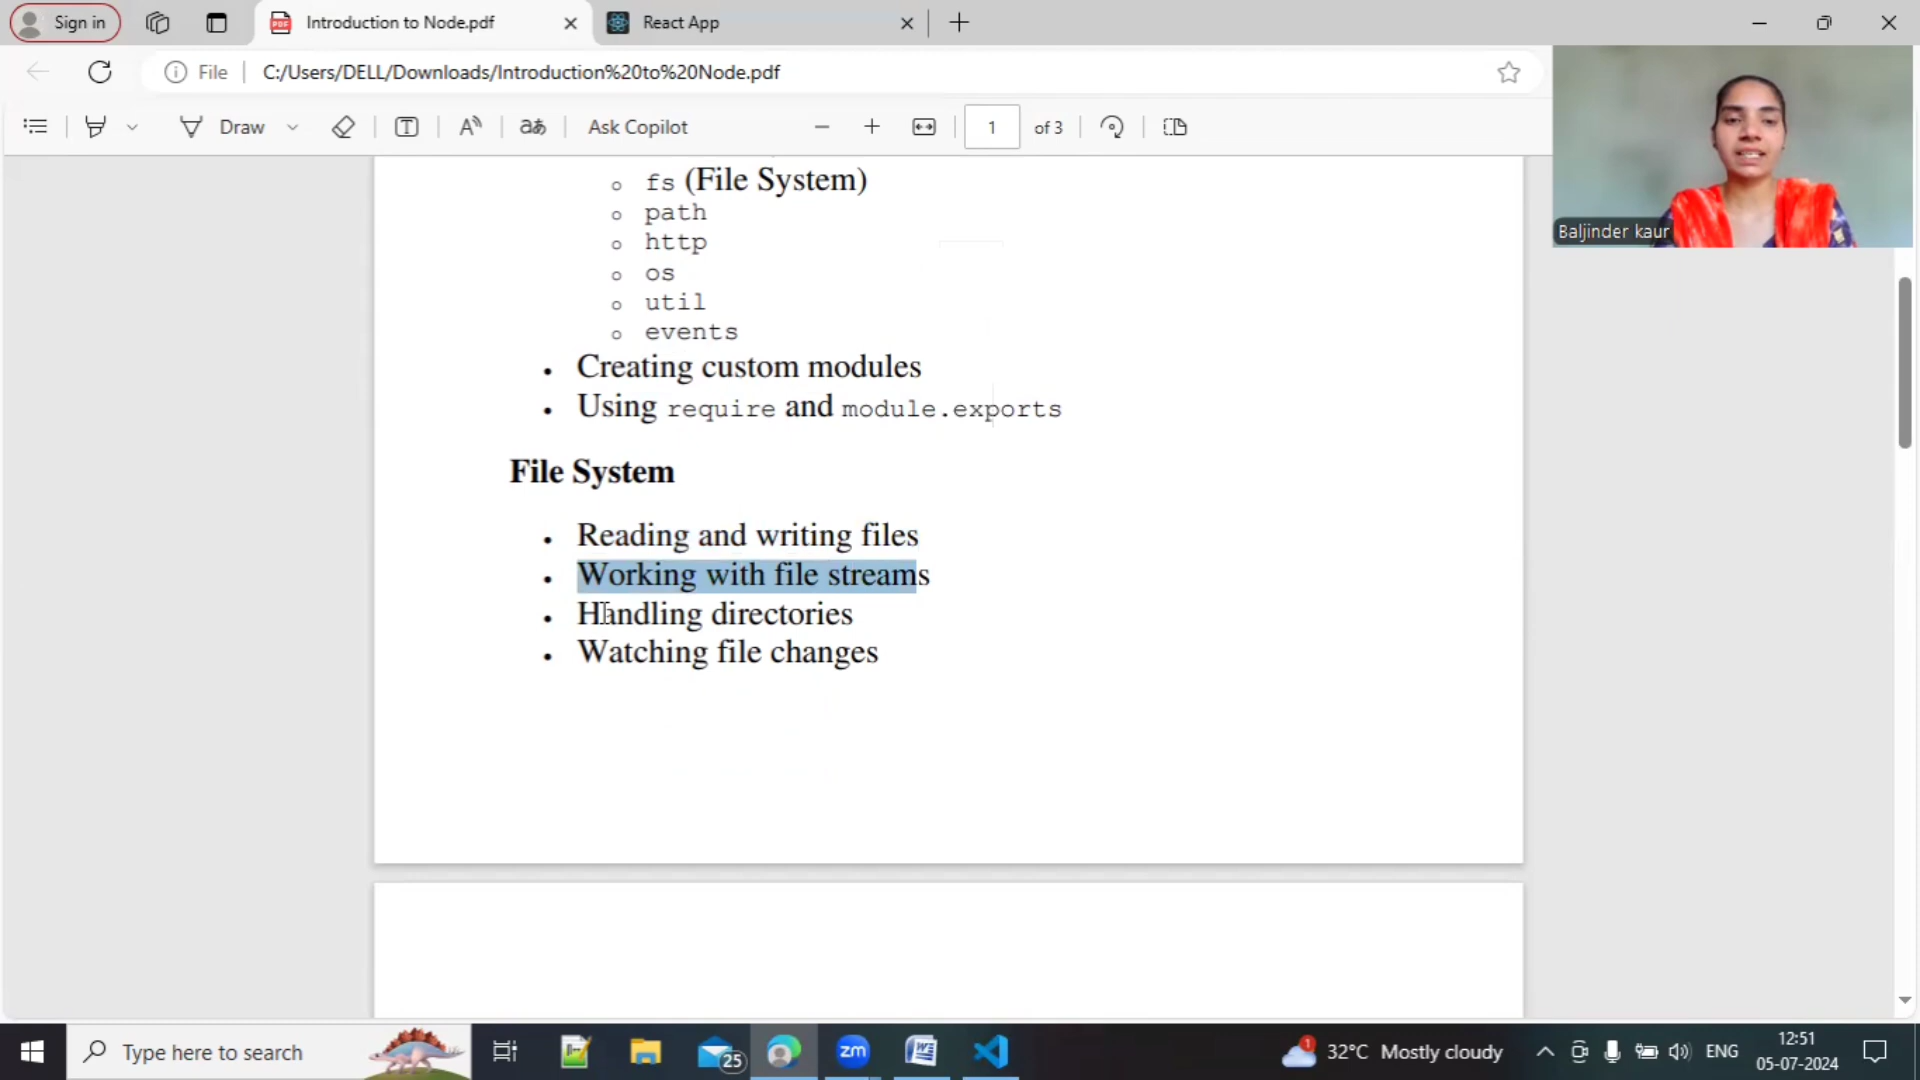 Sign in
Introduction to Node.pdf
React App
File
C:/Users/DELL/Downloads/Introduction%20to%20Node.pdf
Draw
Ask Copilot
1
of 3
Baljinder kaur
fs (File System)
path
http
os
util
events
Creating custom modules
Using require and module.exports
File System
Reading and writing files
Working with file streams
Handling directories
Watching file changes
Type here to search
25
zm
1
32°C Mostly cloudy
ENG
12:51
05-07-2024